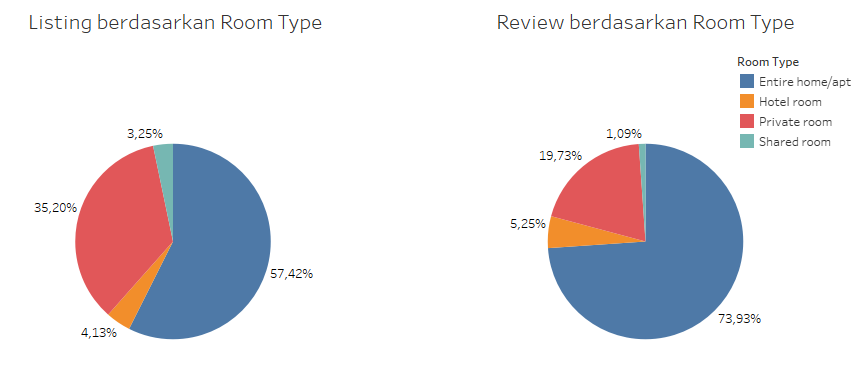 Listing berdasarkan Room Type
3,25%
35,20%
57,42%
4,13%
Review berdasarkan Room Type
Room Type
Entire home/apt
Hotel room
Private room
Shared room
1,09%
19,73%
5,25%
73,93%